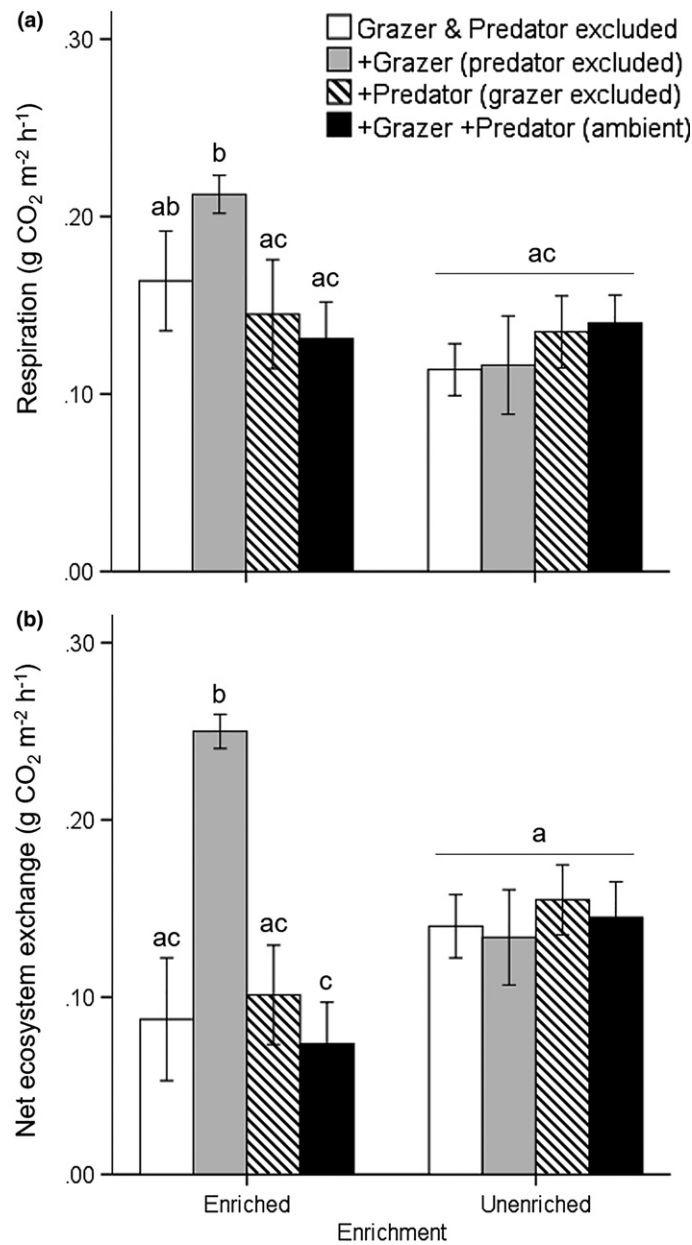 (a)
Grazer & Predator excluded
+Grazer (predator excluded)
+Predator (grazer excluded)
+Grazer +Predator (ambient)
Respiration (g CO₂ m⁻² h⁻¹)
.30
.20
.10
.00
ab
b
ac
ac
ac
(b)
Net ecosystem exchange (g CO₂ m⁻² h⁻¹)
.30
.20
.10
.00
ac
b
ac
c
a
Enriched
Unenriched
Enrichment